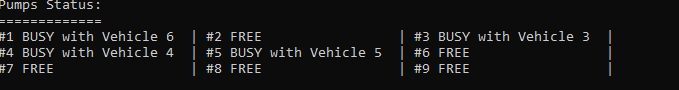 Pumps Status:
=============
#1 BUSY with Vehicle 6  | #2 FREE                 | #3 BUSY with Vehicle 3  |
#4 BUSY with Vehicle 4  | #5 BUSY with Vehicle 5  | #6 FREE                 |
#7 FREE                 | #8 FREE                 | #9 FREE                 |